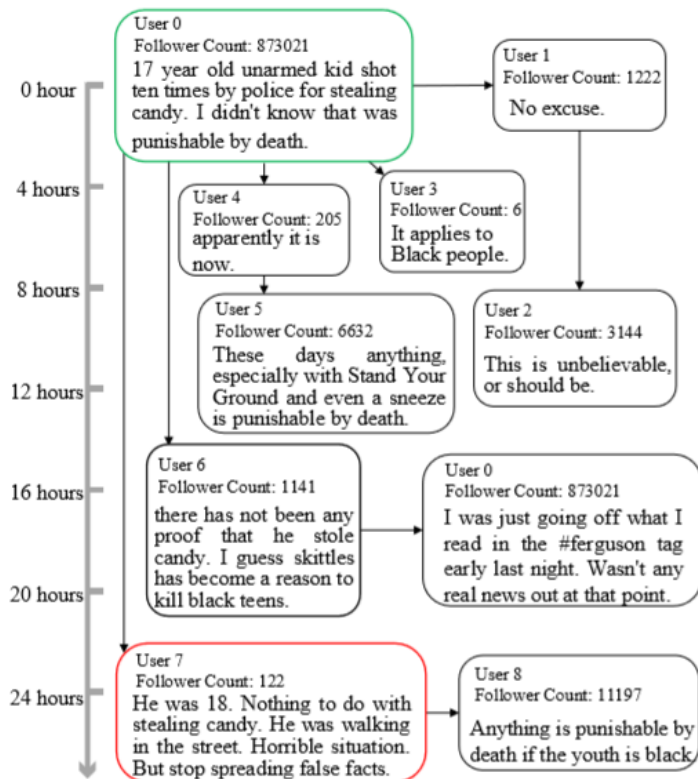 User 0
Follower Count: 873021
17 year old unarmed kid shot
ten times by police for stealing
candy. I didn't know that was
punishable by death.
User 1
Follower Count: 1222
No excuse.
0 hour
4 hours
User 4
Follower Count: 205
apparently it is
now.
User 3
Follower Count: 6
It applies to
Black people.
8 hours
User 5
Follower Count: 6632
These days anything,
especially with Stand Your
Ground and even a sneeze
is punishable by death.
User 2
Follower Count: 3144
This is unbelievable,
or should be.
12 hours
User 6
Follower Count: 1141
there has not been any
proof that he stole
candy. I guess skittles
has become a reason to
kill black teens.
User 0
Follower Count: 873021
I was just going off what I
read in the #ferguson tag
early last night. Wasn't any
real news out at that point.
16 hours
20 hours
User 7
Follower Count: 122
He was 18. Nothing to do with
stealing candy. He was walking
in the street. Horrible situation.
But stop spreading false facts.
User 8
Follower Count: 11197
Anything is punishable by
death if the youth is black.
24 hours